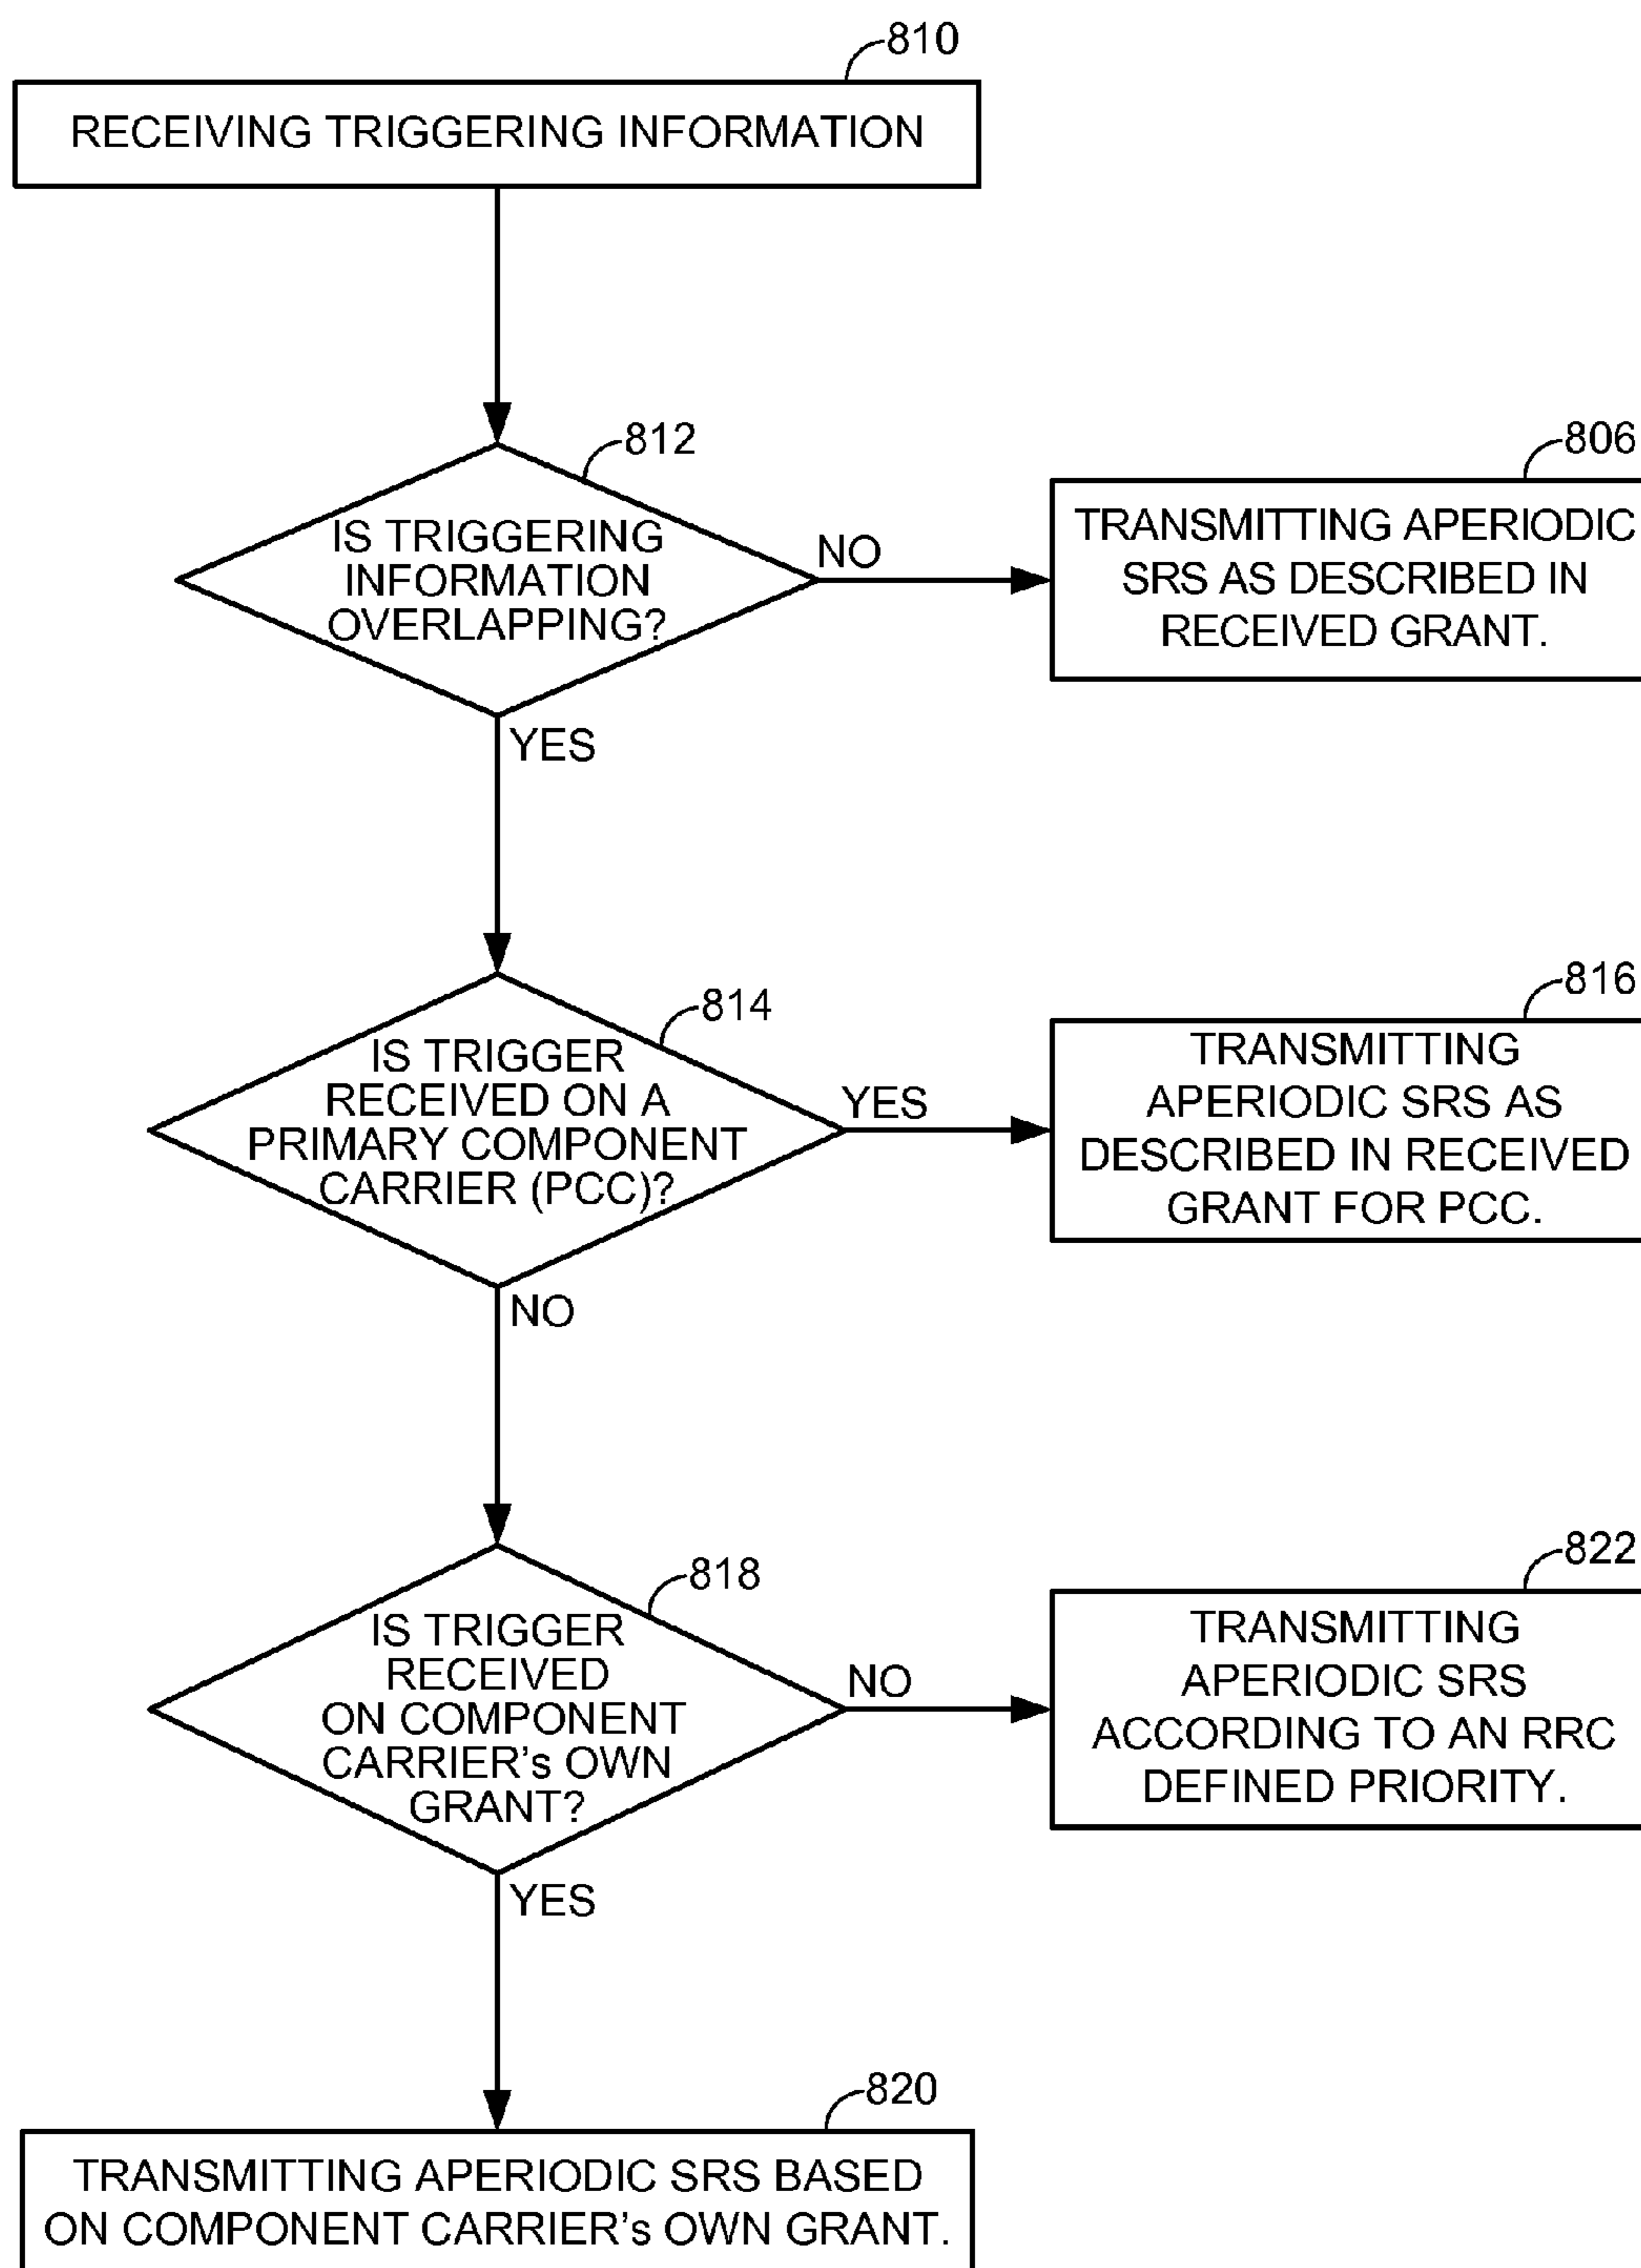 810
RECEIVING TRIGGERING INFORMATION
812
IS TRIGGERING
INFORMATION
OVERLAPPING?
NO
806
TRANSMITTING APERIODIC
SRS AS DESCRIBED IN
RECEIVED GRANT.
YES
814
IS TRIGGER
RECEIVED ON A
PRIMARY COMPONENT
CARRIER (PCC)?
YES
816
TRANSMITTING
APERIODIC SRS AS
DESCRIBED IN RECEIVED
GRANT FOR PCC.
NO
818
IS TRIGGER
RECEIVED
ON COMPONENT
CARRIER's OWN
GRANT?
NO
822
TRANSMITTING
APERIODIC SRS
ACCORDING TO AN RRC
DEFINED PRIORITY.
YES
820
TRANSMITTING APERIODIC SRS BASED
ON COMPONENT CARRIER's OWN GRANT.